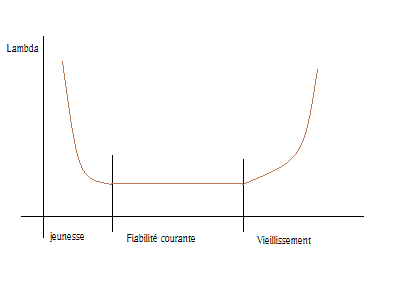 Lambda
jeunesse
Fiabilité courante
Vieillissement